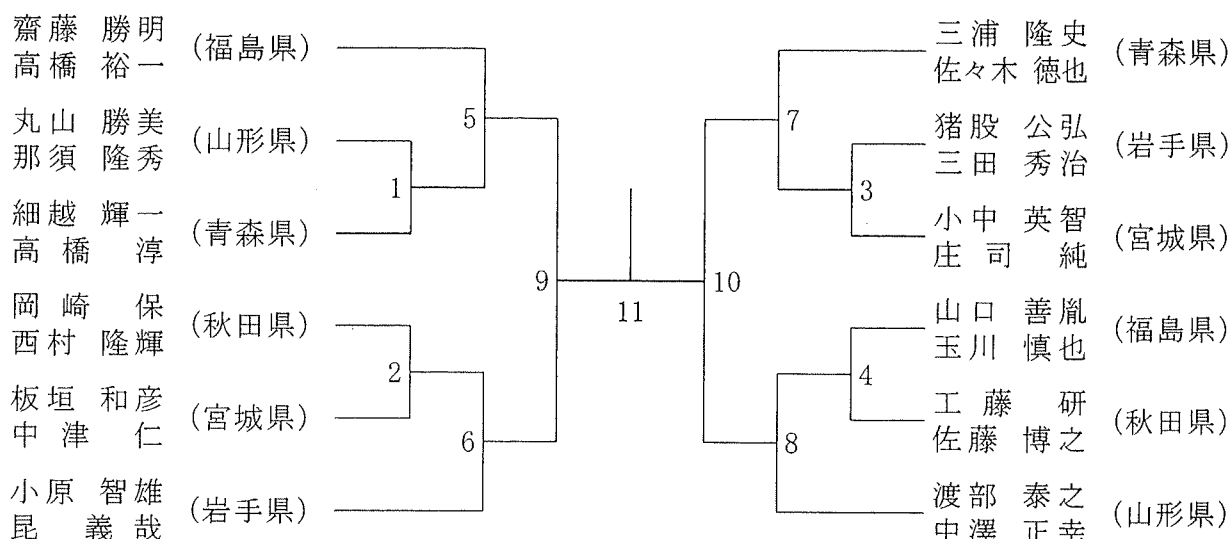 齋藤 勝明
高橋 裕一 (福島県)
丸山 勝美
那須 隆秀 (山形県)
細越 輝一
高橋 淳 (青森県)
岡崎 保
西村 隆輝 (秋田県)
板垣 和彦
中津 仁 (宮城県)
小原 智雄
昆 義哉 (岩手県)
5
1
2
6
9
11
10
7
3
4
8
三浦 隆史
佐々木 徳也 (青森県)
猪股 公弘
三田 秀治 (岩手県)
小中 英智
庄司 純 (宮城県)
山口 善胤
玉川 慎也 (福島県)
工藤 研
佐藤 博之 (秋田県)
渡部 泰之
中澤 正幸 (山形県)